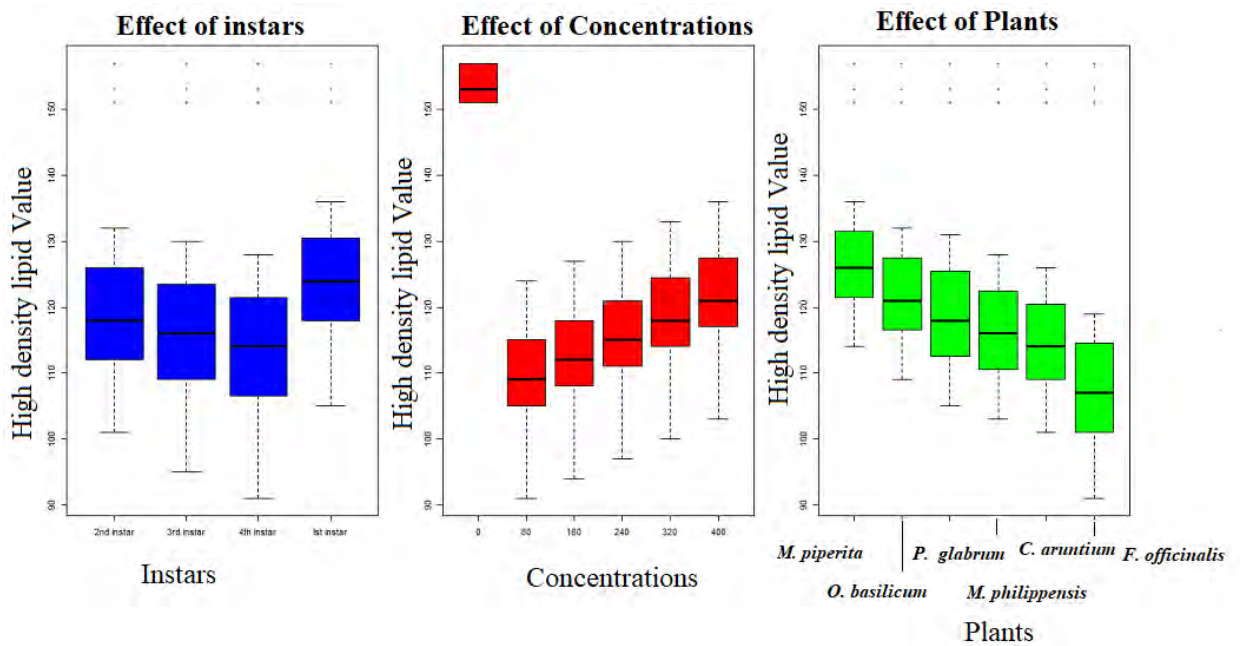 Effect of instars
High density lipid Value
150
140
130
120
110
100
90
2nd instar 3rd instar 4th instar Ist instar
Instars
Effect of Concentrations
High density lipid Value
150
140
130
120
110
100
90
0 80 160 240 320 400
Concentrations
Effect of Plants
High density lipid Value
150
140
130
120
110
100
90
M. piperita P. glabrum C. aruntium F. officinalis
O. basilicum M. philippensis
Plants